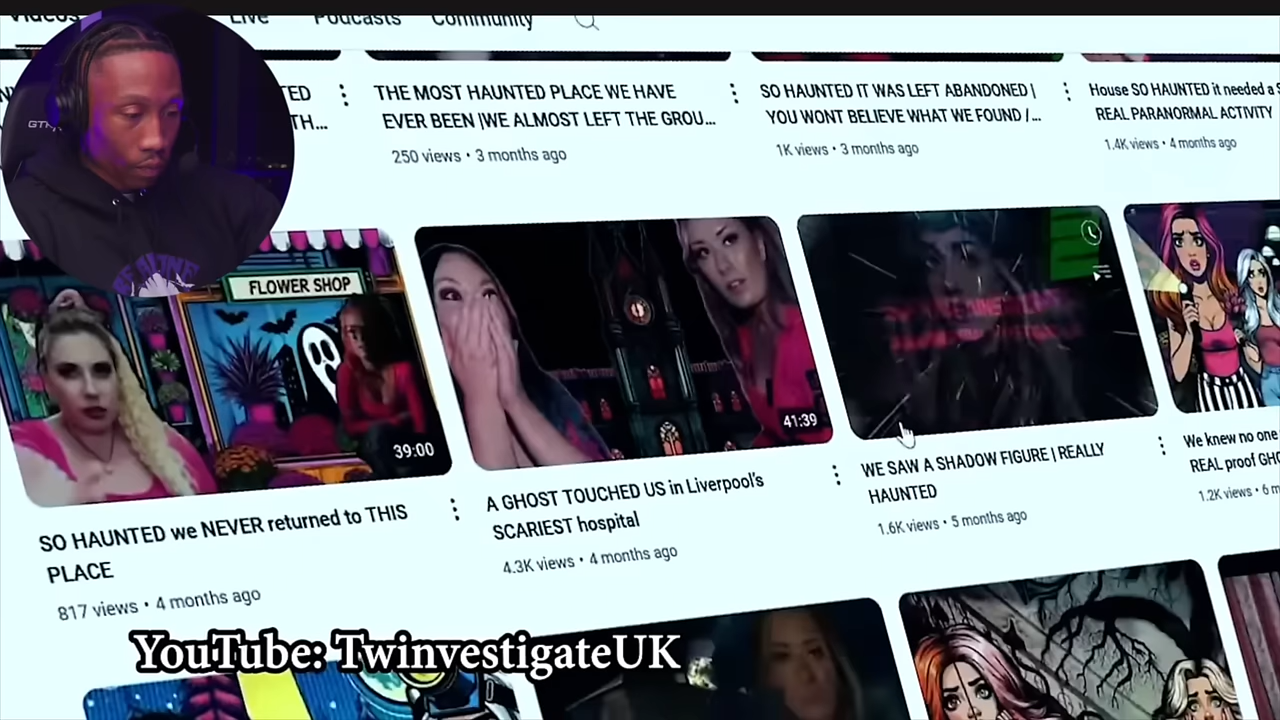 Videos
Live
Podcasts
Community
TED
TH...
THE MOST HAUNTED PLACE WE HAVE
EVER BEEN |WE ALMOST LEFT THE GROU...
250 views • 3 months ago
SO HAUNTED IT WAS LEFT ABANDONED |
YOU WONT BELIEVE WHAT WE FOUND /...
1K views • 3 months ago
House SO HAUNTED it needed a
REAL PARANORMAL ACTIVITY
1.4K views • 4 months ago
FLOWER SHOP
39:00
SO HAUNTED we NEVER returned to THIS
PLACE
817 views • 4 months ago
41:39
A GHOST TOUCHED US in Liverpool's
SCARIEST hospital
4.3K views • 4 months ago
WE SAW A SHADOW FIGURE | REALLY
HAUNTED
1.6K views • 5 months ago
We knew no one
REAL proof GHO
1.2K views • 6 m
YouTube: TwinvestigateUK